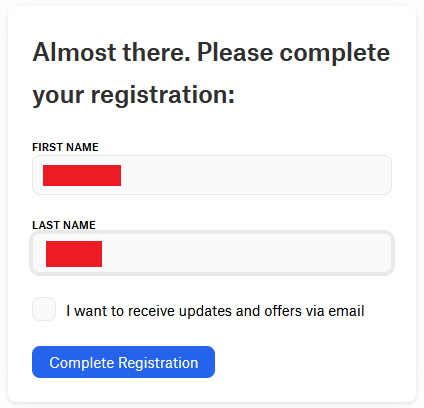 Almost there. Please complete
your registration:
FIRST NAME
LAST NAME
I want to receive updates and offers via email
Complete Registration